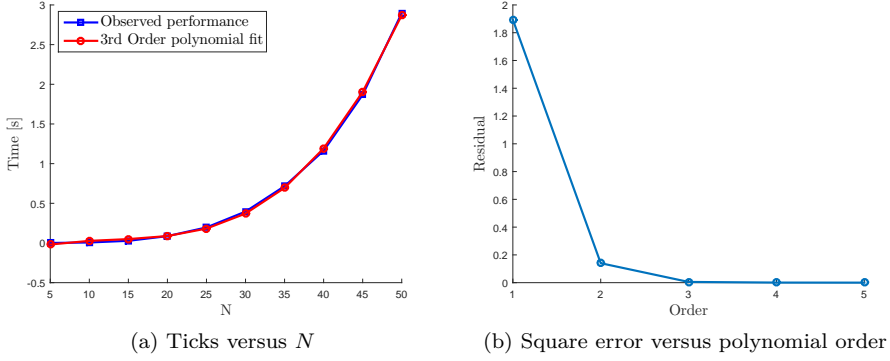 3
2.5
2
1.5
1
0.5
0
-0.5
Time [s]
Observed performance
3rd Order polynomial fit
5 10 15 20 25 30 35 40 45 50
N
(a) Ticks versus N
2
1.8
1.6
1.4
1.2
1
0.8
0.6
0.4
0.2
0
Residual
1 2 3 4 5
Order
(b) Square error versus polynomial order